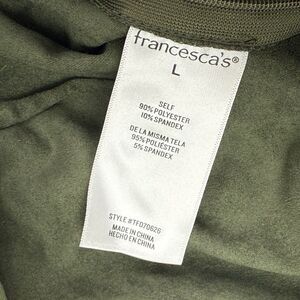 francesca's®
L
SELF
90% POLYESTER
10% SPANDEX
DE LA MISMA TELA
95% POLIÉSTER
5% SPANDEX
STYLE #TFD70626
MADE IN CHINA
HECHO EN CHINA